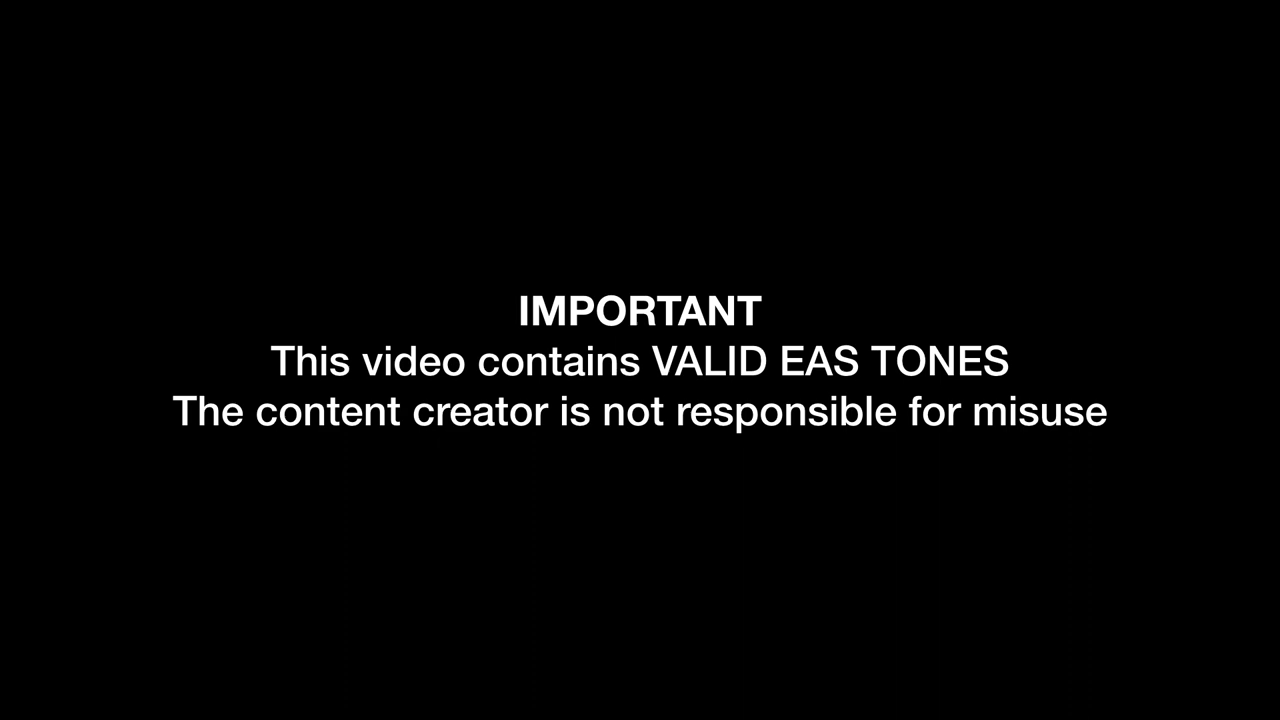 IMPORTANT
This video contains VALID EAS TONES
The content creator is not responsible for misuse